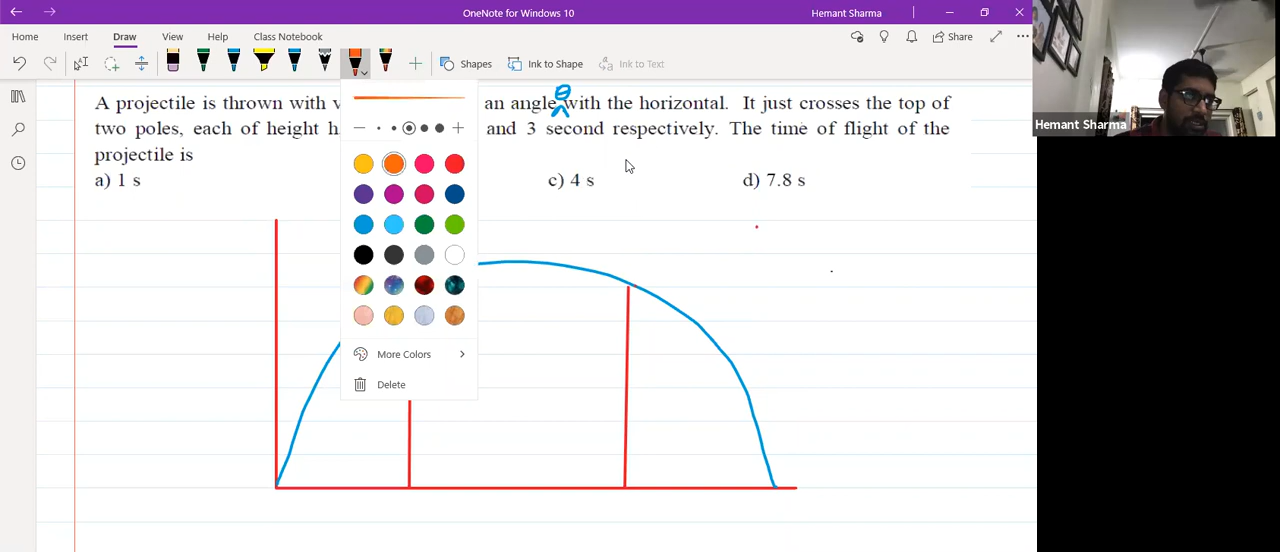 OneNote for Windows 10
Hemant Sharma
Home Insert Draw View Help Class Notebook
Share
Shapes Ink to Shape Ink to Text
A projectile is thrown with v an angle θ with the horizontal. It just crosses the top of
two poles, each of height h. and 3 second respectively. The time of flight of the
projectile is
a) 1 s c) 4 s d) 7.8 s
More Colors
Delete
Hemant Sharma